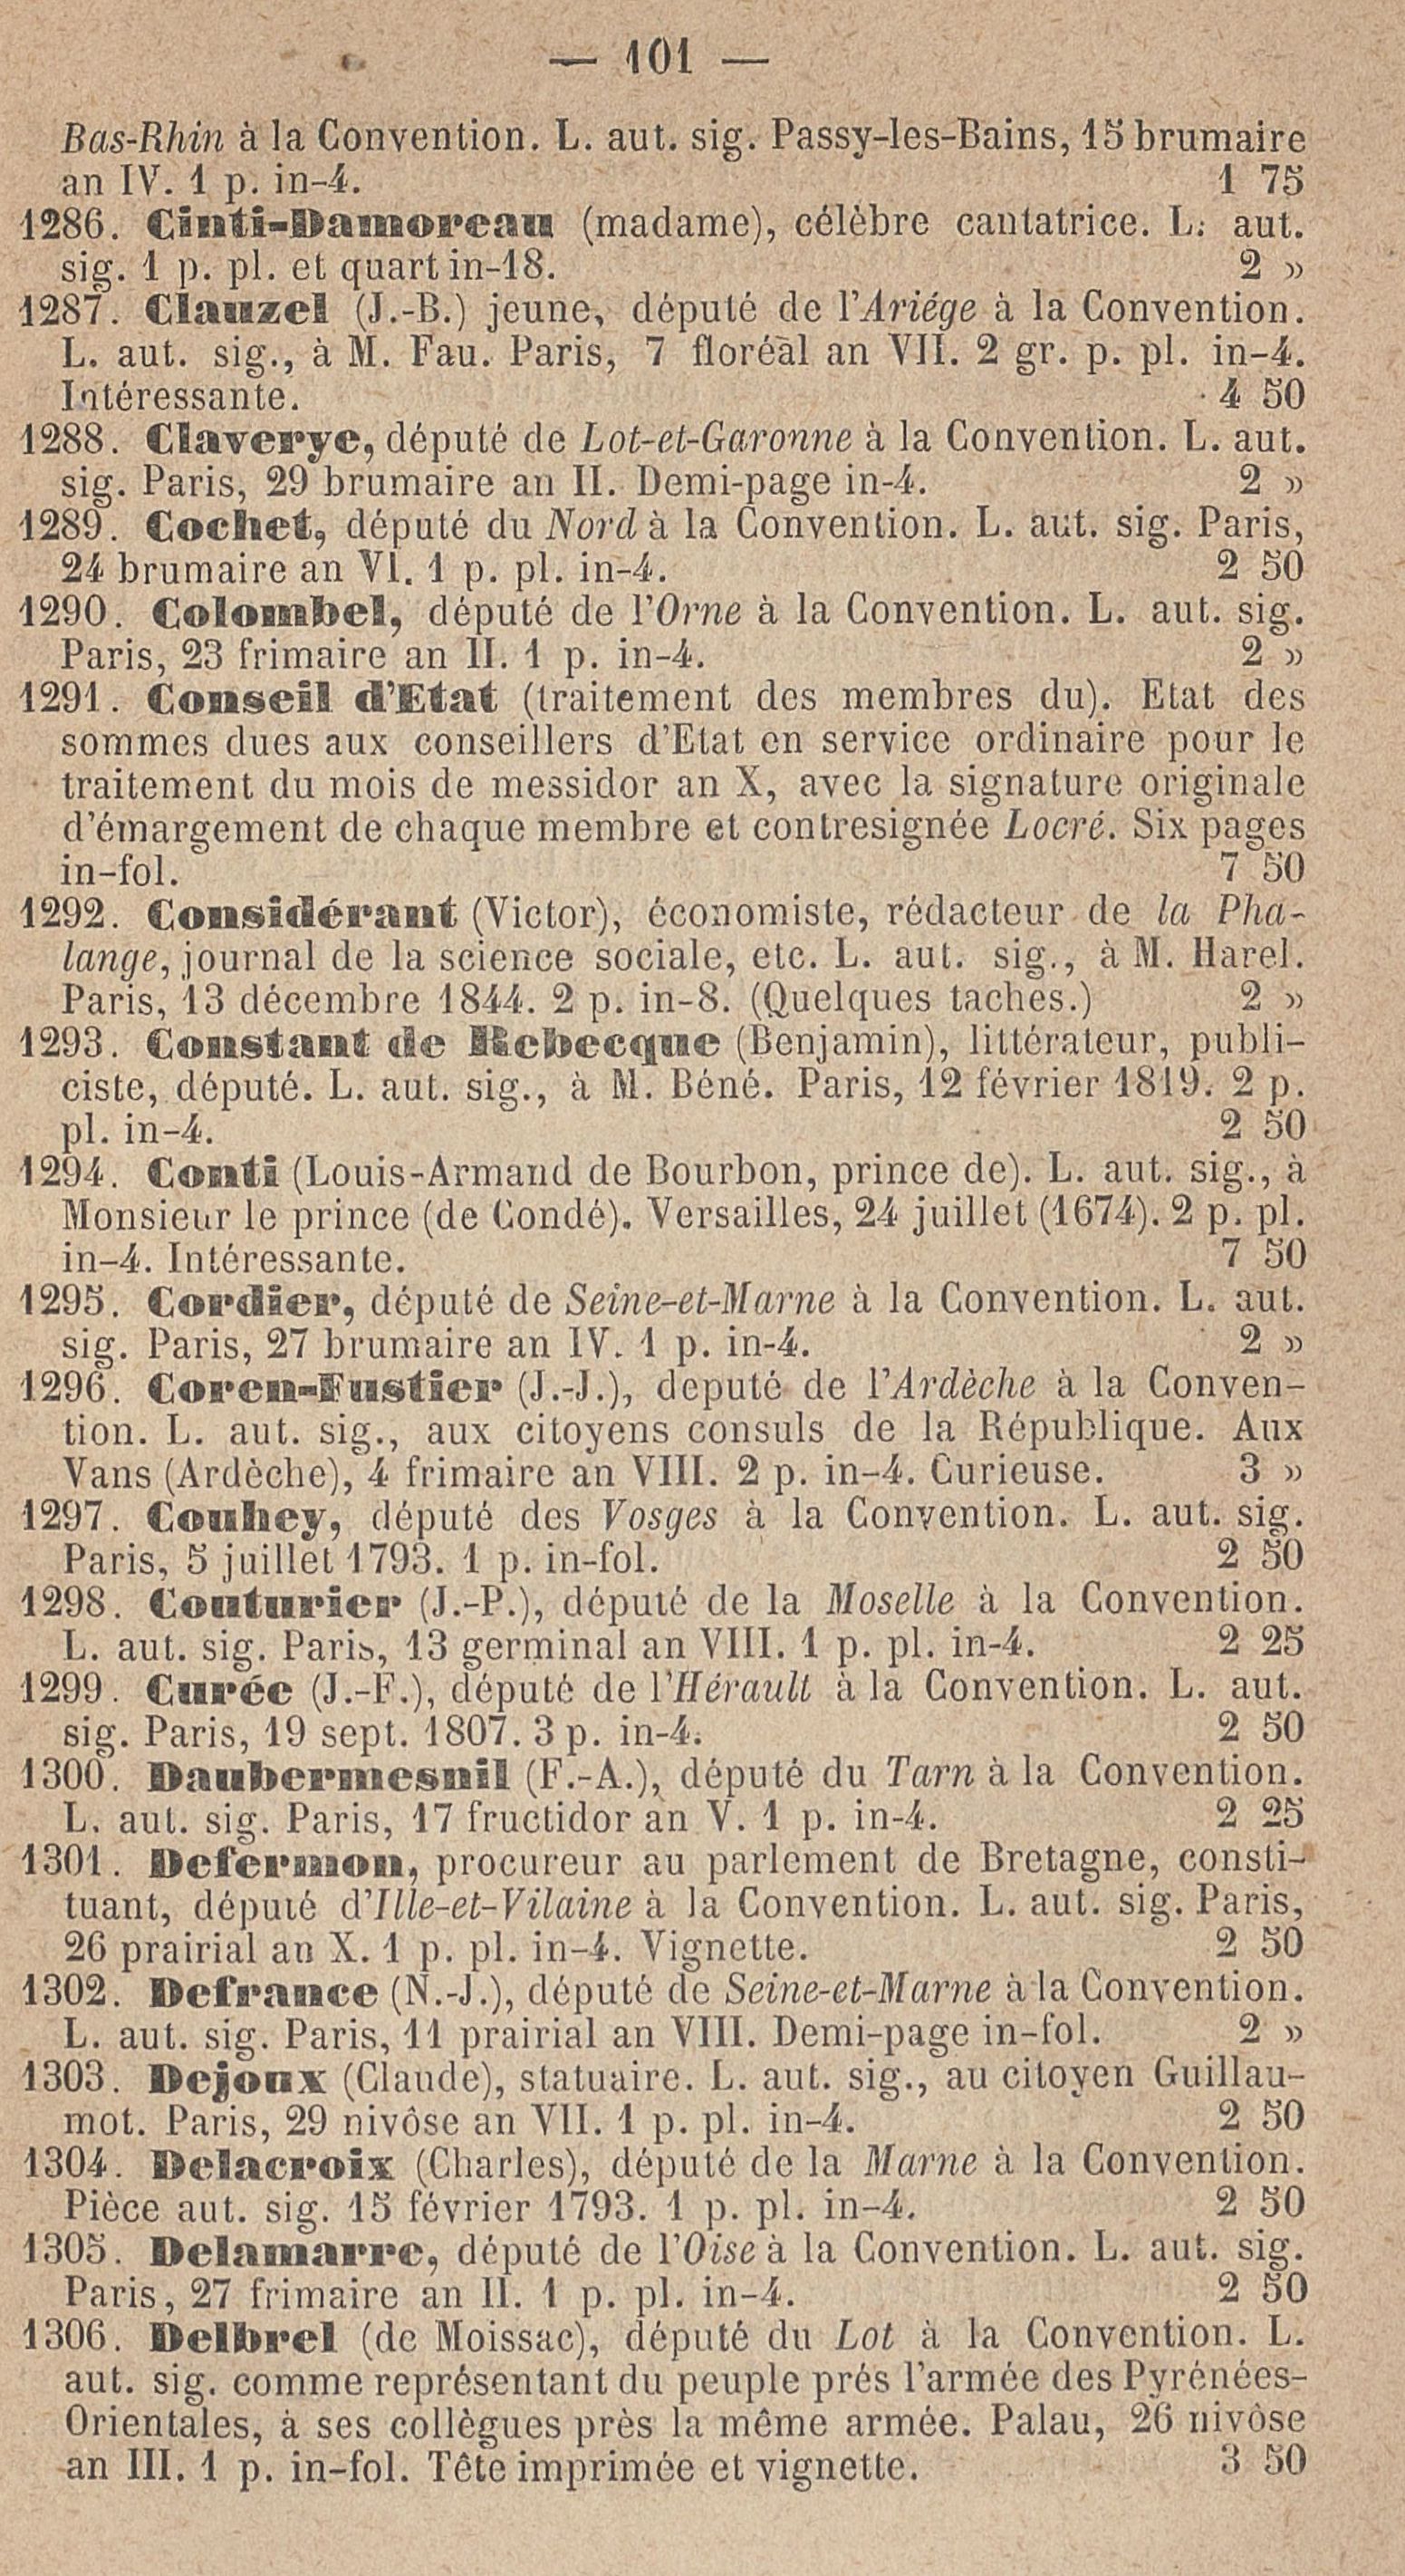 — 101 —
Bas-Rhin à la Convention. L. aut. sig. Passy-les-Bains, 15 brumaire
an IV. 1 p. in-4. 1 75
1286. Cinti-Damoreau (madame), célèbre cantatrice. L. aut.
sig. 1 p. pl. et quart in-18. 2 »
1287. Clauzel (J.-B.) jeune, député de l'Ariége à la Convention.
L. aut. sig., à M. Fau. Paris, 7 floréal an VII. 2 gr. p. pl. in-4.
Intéressante. 4 50
1288. Claverye, député de Lot-et-Garonne à la Convention. L. aut.
sig. Paris, 29 brumaire an II. Demi-page in-4. 2 »
1289. Cochet, député du Nord à la Convention. L. aut. sig. Paris,
24 brumaire an VI. 1 p. pl. in-4. 2 50
1290. Colombel, député de l'Orne à la Convention. L. aut. sig.
Paris, 23 frimaire an II. 1 p. in-4. 2 »
1291. Conseil d'Etat (traitement des membres du). Etat des
sommes dues aux conseillers d'Etat en service ordinaire pour le
traitement du mois de messidor an X, avec la signature originale
d'émargement de chaque membre et contresignée Locré. Six pages
in-fol. 7 50
1292. Considérant (Victor), économiste, rédacteur de la Pha-
lange, journal de la science sociale, etc. L. aut. sig., à M. Harel.
Paris, 13 décembre 1844. 2 p. in-8. (Quelques taches.) 2 »
1293. Constant de Rebecque (Benjamin), littérateur, publi-
ciste, député. L. aut. sig., à M. Béné. Paris, 12 février 1819. 2 p.
pl. in-4. 2 50
1294. Conti (Louis-Armand de Bourbon, prince de). L. aut. sig., à
Monsieur le prince (de Condé). Versailles, 24 juillet (1674). 2 p. pl.
in-4. Intéressante. 7 50
1295. Cordier, député de Seine-et-Marne à la Convention. L. aut.
sig. Paris, 27 brumaire an IV. 1 p. in-4. 2 »
1296. Coren-Fustier (J.-J.), deputé de l'Ardèche à la Conven-
tion. L. aut. sig., aux citoyens consuls de la République. Aux
Vans (Ardèche), 4 frimaire an VIII. 2 p. in-4. Curieuse. 3 »
1297. Couhey, député des Vosges à la Convention. L. aut. sig.
Paris, 5 juillet 1793. 1 p. in-fol. 2 50
1298. Couturier (J.-P.), député de la Moselle à la Convention.
L. aut. sig. Paris, 13 germinal an VIII. 1 p. pl. in-4. 2 25
1299. Curée (J.-F.), député de l'Hérault à la Convention. L. aut.
sig. Paris, 19 sept. 1807. 3 p. in-4. 2 50
1300. Daubermesnil (F.-A.), député du Tarn à la Convention.
L. aut. sig. Paris, 17 fructidor an V. 1 p. in-4. 2 25
1301. Defermon, procureur au parlement de Bretagne, consti-
tuant, député d'Ille-et-Vilaine à la Convention. L. aut. sig. Paris,
26 prairial an X. 1 p. pl. in-4. Vignette. 2 50
1302. Defrance (N.-J.), député de Seine-et-Marne à la Convention.
L. aut. sig. Paris, 11 prairial an VIII. Demi-page in-fol. 2 »
1303. Dejoux (Claude), statuaire. L. aut. sig., au citoyen Guillau-
mot. Paris, 29 nivôse an VII. 1 p. pl. in-4. 2 50
1304. Delacroix (Charles), député de la Marne à la Convention.
Pièce aut. sig. 15 février 1793. 1 p. pl. in-4. 2 50
1305. Delamarre, député de l'Oise à la Convention. L. aut. sig.
Paris, 27 frimaire an II. 1 p. pl. in-4. 2 50
1306. Delbrel (de Moissac), député du Lot à la Convention. L.
aut. sig. comme représentant du peuple prés l'armée des Pyrénées-
Orientales, à ses collègues près la même armée. Palau, 26 nivôse
an III. 1 p. in-fol. Tête imprimée et vignette. 3 50